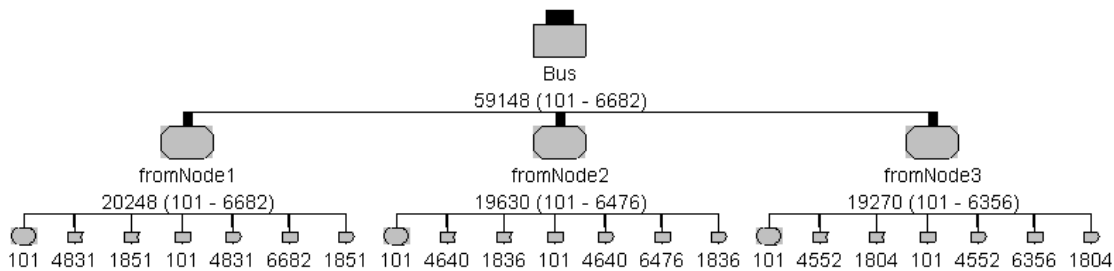 Bus
59148 (101 - 6682)
fromNode1 fromNode2 fromNode3
20248 (101 - 6682) 19630 (101 - 6476) 19270 (101 - 6356)
101 4831 1851 101 4831 6682 1851 101 4640 1836 101 4640 6476 1836 101 4552 1804 101 4552 6356 1804